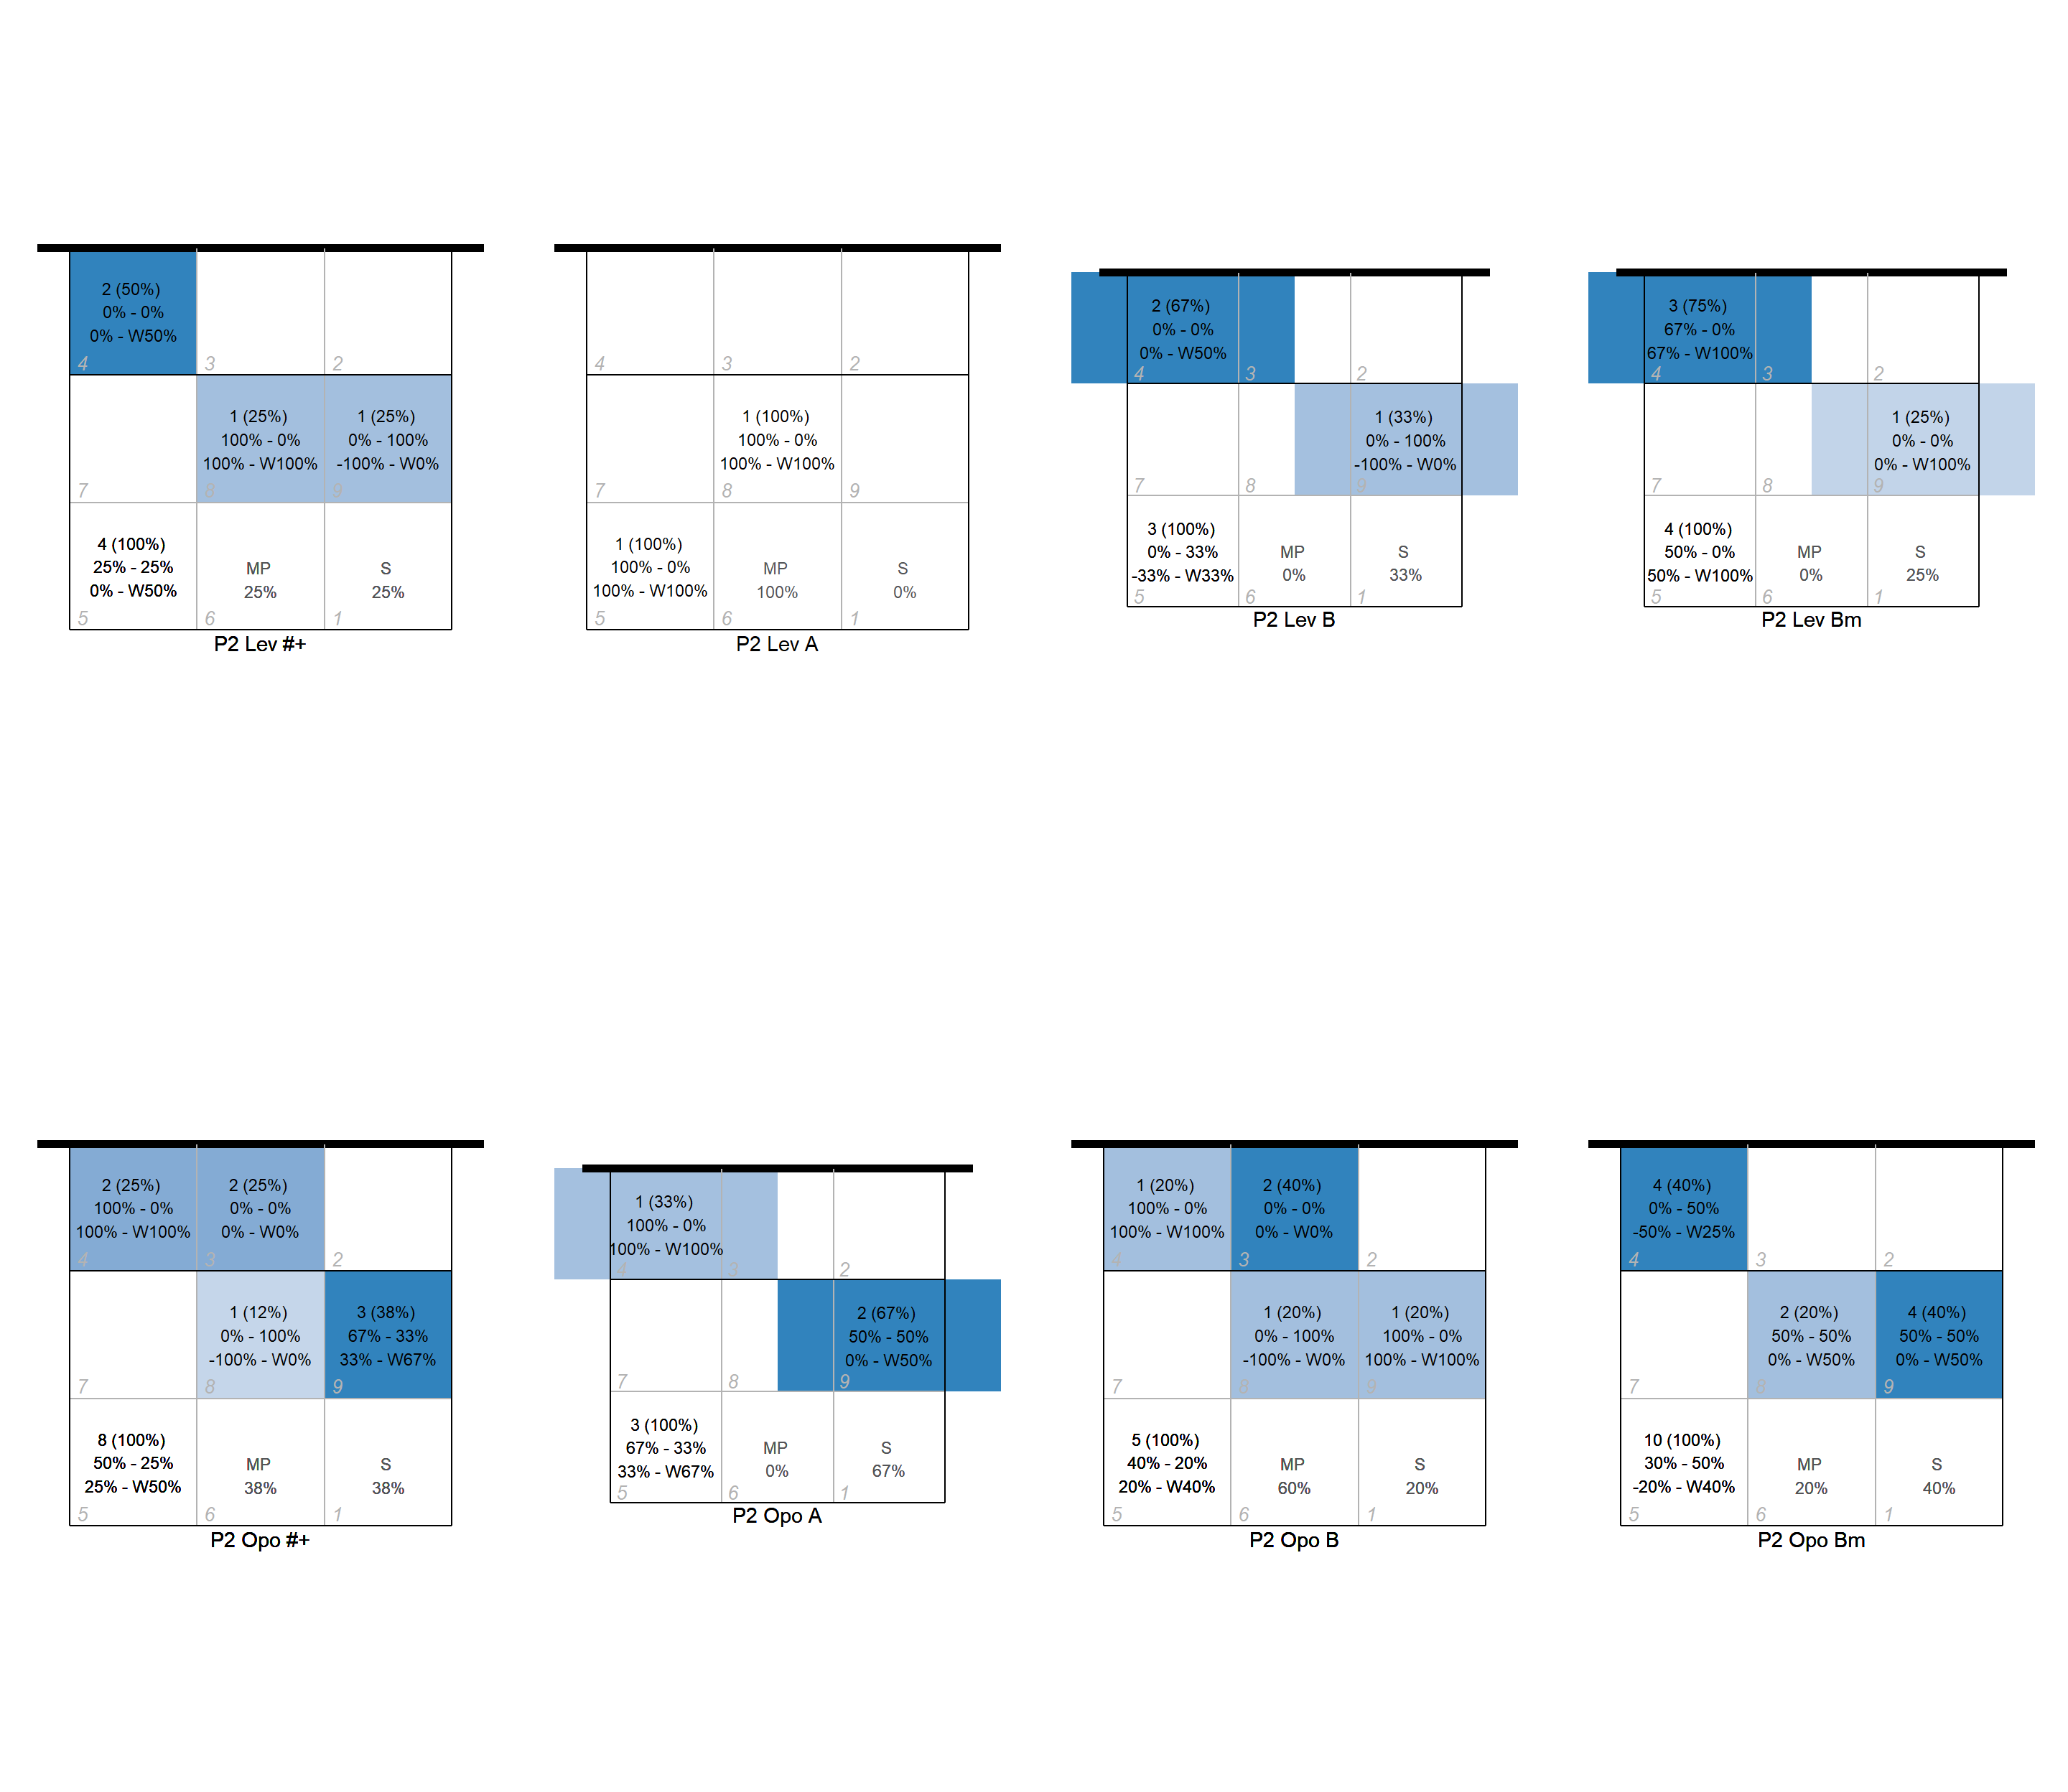 2 (50%)
0% - 0%
0% - W50%
4
3
2
1 (25%)
100% - 0%
100% - W100%
1 (25%)
0% - 100%
-100% - W0%
7
8
9
4 (100%)
25% - 25%
0% - W50%
MP
25%
S
25%
5
6
1
P2 Lev #+
4
3
2
1 (100%)
100% - 0%
100% - W100%
7
8
9
1 (100%)
100% - 0%
100% - W100%
MP
100%
S
0%
5
6
1
P2 Lev A
2 (67%)
0% - 0%
0% - W50%
4
3
2
1 (33%)
0% - 100%
-100% - W0%
7
8
9
3 (100%)
0% - 33%
-33% - W33%
MP
0%
S
33%
5
6
1
P2 Lev B
3 (75%)
67% - 0%
67% - W100%
4
3
2
1 (25%)
0% - 0%
0% - W100%
7
8
9
4 (100%)
50% - 0%
50% - W100%
MP
0%
S
25%
5
6
1
P2 Lev Bm
2 (25%)
100% - 0%
100% - W100%
2 (25%)
0% - 0%
0% - W0%
4
3
2
1 (12%)
0% - 100%
-100% - W0%
3 (38%)
67% - 33%
33% - W67%
7
8
9
8 (100%)
50% - 25%
25% - W50%
MP
38%
S
38%
5
6
1
P2 Opo #+
1 (33%)
100% - 0%
100% - W100%
4
3
2
2 (67%)
50% - 50%
0% - W50%
7
8
9
3 (100%)
67% - 33%
33% - W67%
MP
0%
S
67%
5
6
1
P2 Opo A
1 (20%)
100% - 0%
100% - W100%
2 (40%)
0% - 0%
0% - W0%
4
3
2
1 (20%)
0% - 100%
-100% - W0%
1 (20%)
100% - 0%
100% - W100%
7
8
9
5 (100%)
40% - 20%
20% - W40%
MP
60%
S
20%
5
6
1
P2 Opo B
4 (40%)
0% - 50%
-50% - W25%
4
3
2
2 (20%)
50% - 50%
0% - W50%
4 (40%)
50% - 50%
0% - W50%
7
8
9
10 (100%)
30% - 50%
-20% - W40%
MP
20%
S
40%
5
6
1
P2 Opo Bm